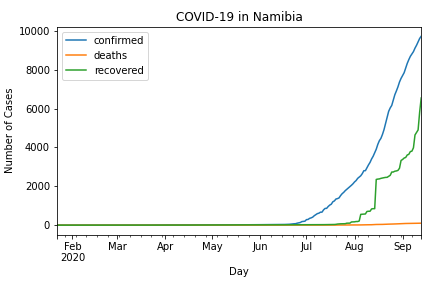 COVID-19 in Namibia
confirmed
deaths
recovered
Number of Cases
10000
8000
6000
4000
2000
0
Feb Mar Apr May Jun Jul Aug Sep
2020
Day